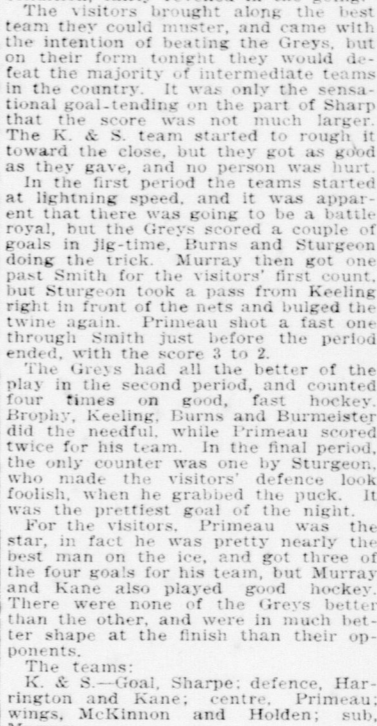 The visitors brought along the best
team they could muster, and came with
the intention of beating the Greys, but
on their form tonight they would de-
feat the majority of intermediate teams
in the country. It was only the sensa-
tional goal-tending on the part of Sharp
that the score was not much larger.
The K. & S. team started to rough it
toward the close, but they got as good
as they gave, and no person was hurt.
In the first period the teams started
at lightning speed, and it was appar-
ent that there was going to be a battle
royal, but the Greys scored a couple of
goals in jig-time, Burns and Sturgeon
doing the trick. Murray then got one
past Smith for the visitors' first count,
but Sturgeon took a pass from Keeling
right in front of the nets and bulged the
twine again. Primeau shot a fast one
through Smith just before the period
ended, with the score 3 to 2.
The Greys had all the better of the
play in the second period, and counted
four times on good, fast hockey.
Brophy, Keeling, Burns and Burmeister
did the needful, while Primeau scored
twice for his team. In the final period,
the only counter was one by Sturgeon,
who made the visitors' defence look
foolish, when he grabbed the puck. It
was the prettiest goal of the night.
For the visitors, Primeau was the
star, in fact he was pretty nearly the
best man on the ice, and got three of
the four goals for his team, but Murray
and Kane also played good hockey.
There were none of the Greys better
than the other, and were in much bet-
ter shape at the finish than their op-
ponents.
The teams:
K. & S.—Goal, Sharpe; defence, Har-
rington and Kane; centre, Primeau;
wings, McKinnon and Holden; sub,